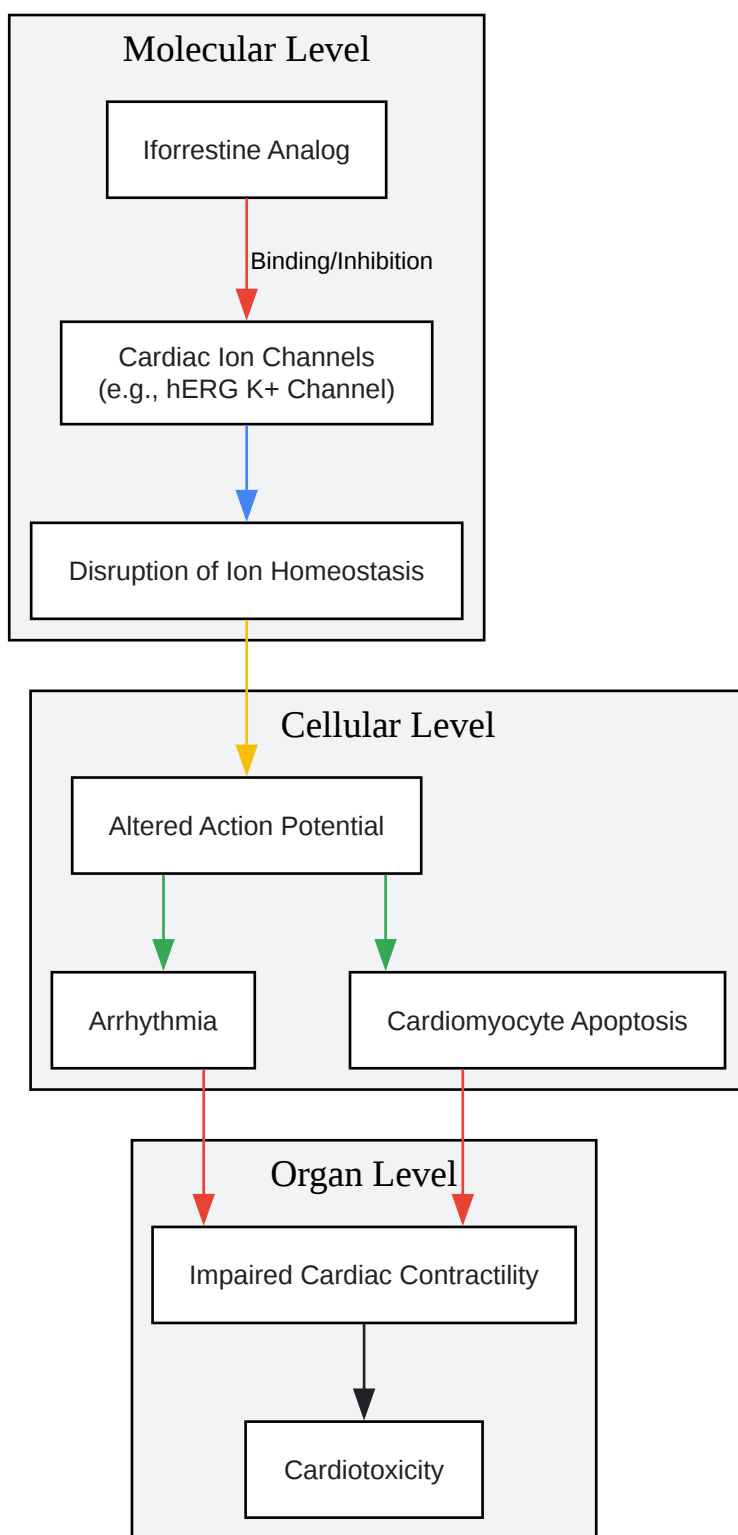 Molecular Level
Iforrestine Analog
Binding/Inhibition
Cardiac Ion Channels
(e.g., hERG K+ Channel)
Disruption of Ion Homeostasis
Cellular Level
Altered Action Potential
Arrhythmia
Cardiomyocyte Apoptosis
Organ Level
Impaired Cardiac Contractility
Cardiotoxicity